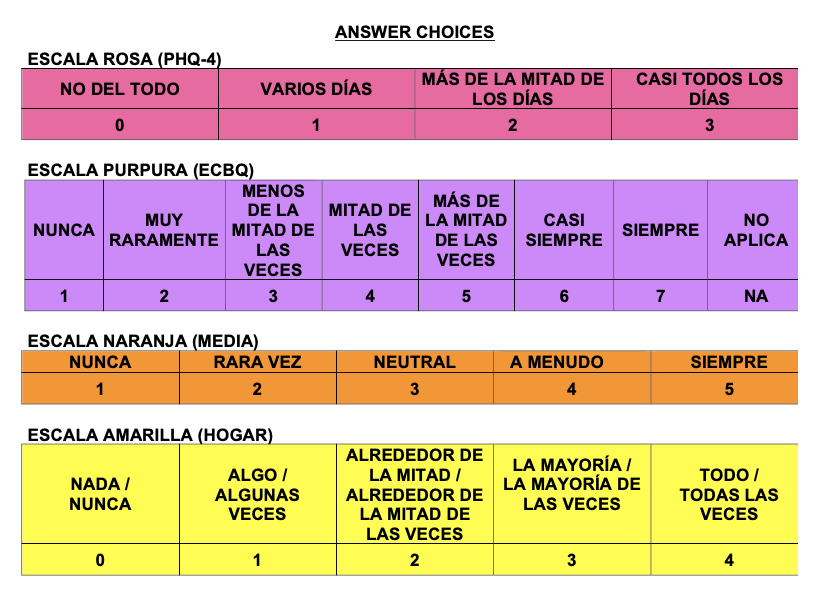 ANSWER CHOICES
ESCALA ROSA (PHQ-4)
NO DEL TODO VARIOS DÍAS MÁS DE LA MITAD DE LOS DÍAS CASI TODOS LOS DÍAS
0 1 2 3
ESCALA PURPURA (ECBQ)
NUNCA MUY RARAMENTE MENOS DE LA MITAD DE LAS VECES MITAD DE LAS VECES MÁS DE LA MITAD DE LAS VECES CASI SIEMPRE SIEMPRE NO APLICA
1 2 3 4 5 6 7 NA
ESCALA NARANJA (MEDIA)
NUNCA RARA VEZ NEUTRAL A MENUDO SIEMPRE
1 2 3 4 5
ESCALA AMARILLA (HOGAR)
NADA / NUNCA ALGO / ALGUNAS VECES ALREDEDOR DE LA MITAD / ALREDEDOR DE LA MITAD DE LAS VECES LA MAYORÍA / LA MAYORÍA DE LAS VECES TODO / TODAS LAS VECES
0 1 2 3 4